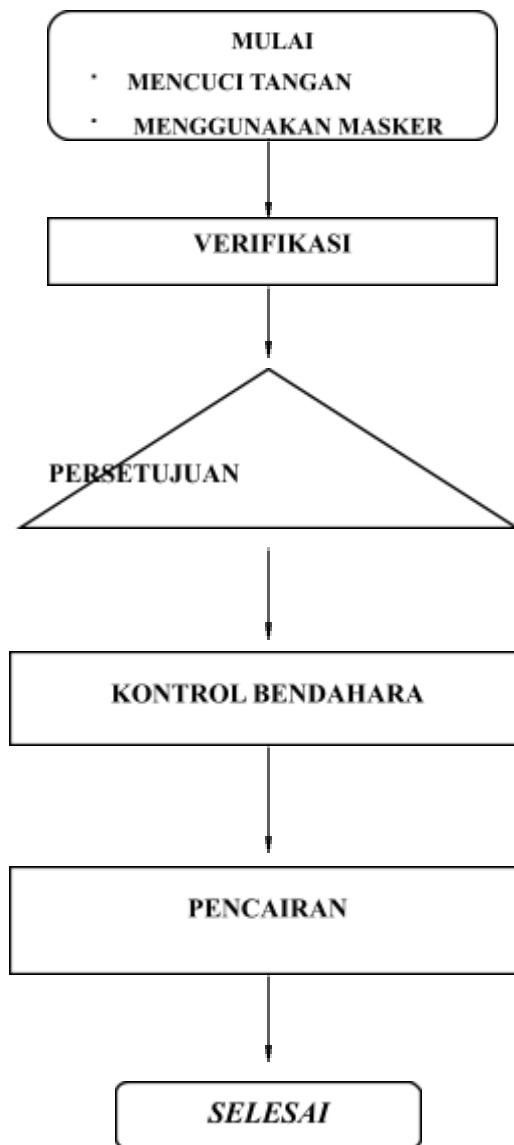 MULAI
· MENCUCI TANGAN
· MENGGUNAKAN MASKER
VERIFIKASI
PERSETUJUAN
KONTROL BENDAHARA
PENCAIRAN
SELESAI